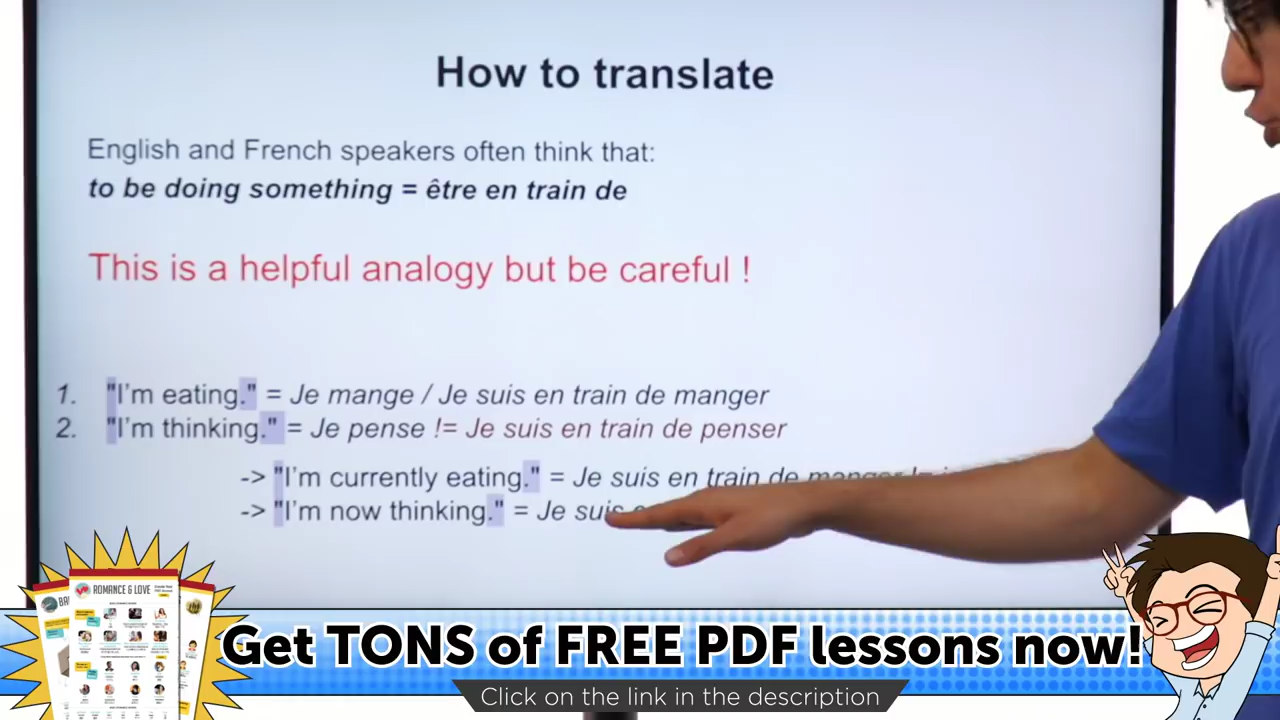 How to translate
English and French speakers often think that:
to be doing something = être en train de
This is a helpful analogy but be careful !
1. "I'm eating." = Je mange / Je suis en train de manger
2. "I'm thinking." = Je pense != Je suis en train de penser
-> "I'm currently eating." = Je suis en train de manger
-> "I'm now thinking." = Je suis
ROMANCE & LOVE
Get TONS of FREE PDF lessons now!
Click on the link in the description